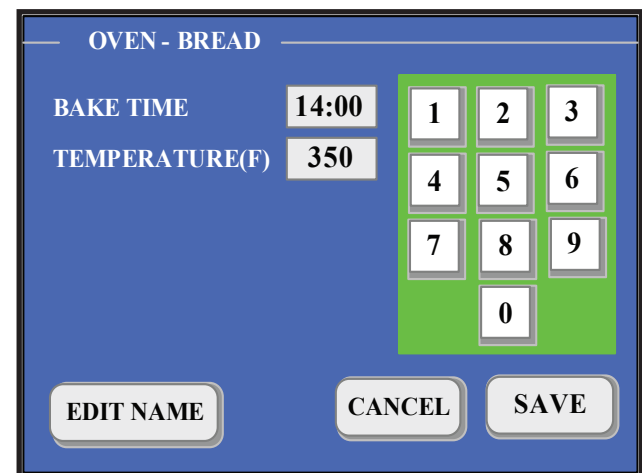 OVEN - BREAD
BAKE TIME 14:00
TEMPERATURE(F) 350
1 2 3
4 5 6
7 8 9
0
EDIT NAME CANCEL SAVE